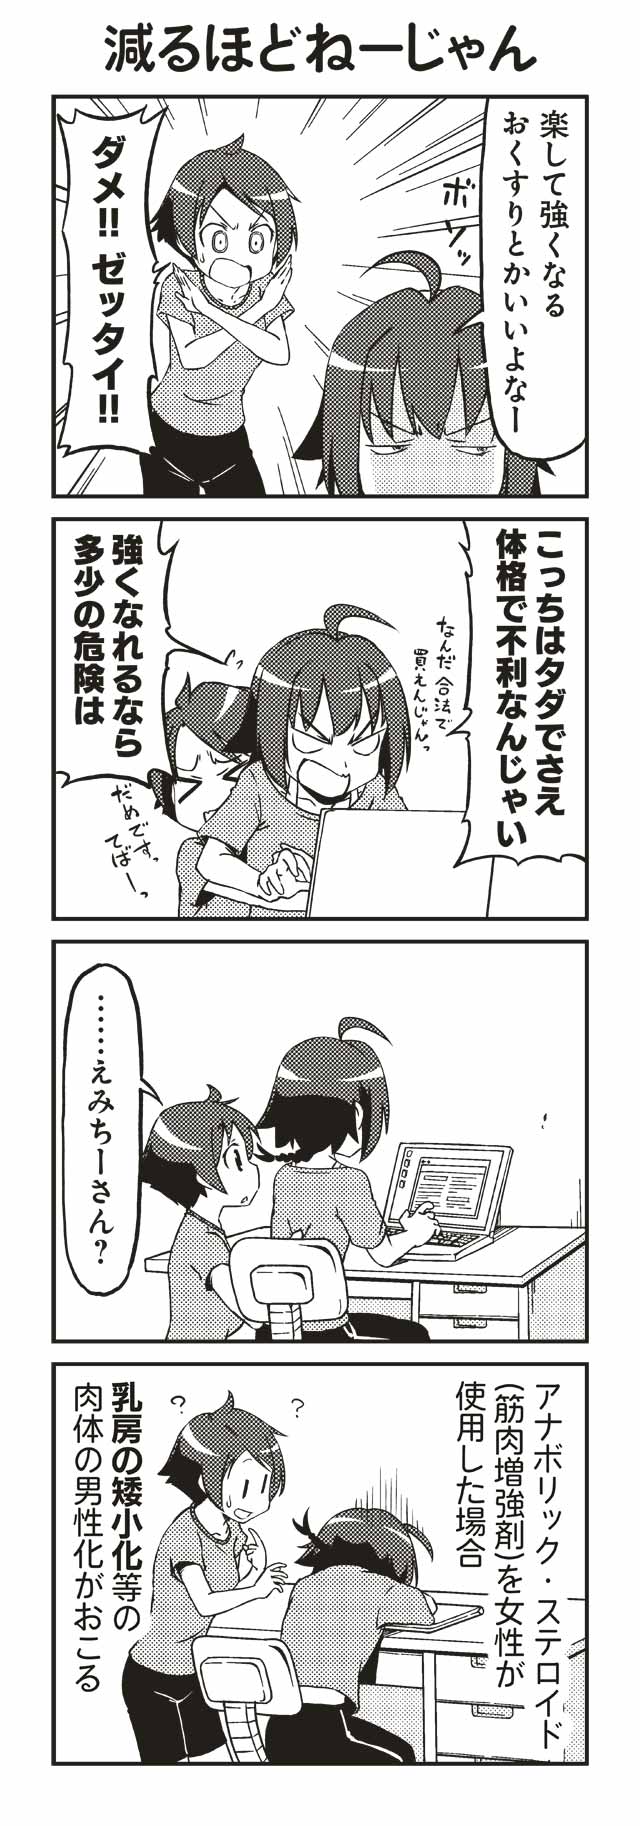 減るほどねーじゃん
楽して強くなる
おくすりとかいいよなー
ボソッ
ダメ!! ゼッタイ!!
こっちはタダでさえ
体格で不利なんじゃい
なんだ合法で
買えんじゃんっ
強くなれるなら
多少の危険は
だめですっ
てばーっ
……えみちーさん?
アナボリック・ステロイド
(筋肉増強剤)を女性が
使用した場合
?
?
乳房の矮小化等の
肉体の男性化がおこる